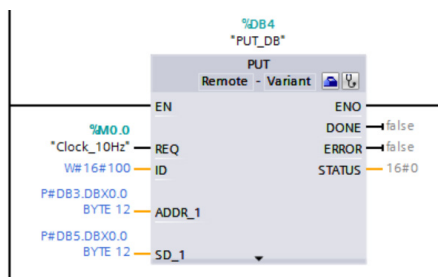 %DB4
"PUT_DB"
PUT
Remote - Variant
EN ENO
DONE false
%M0.0
"Clock_10Hz" REQ ERROR false
W#16#100 ID STATUS 16#0
P#DB3.DBX0.0
BYTE 12 ADDR_1
P#DB5.DBX0.0
BYTE 12 SD_1